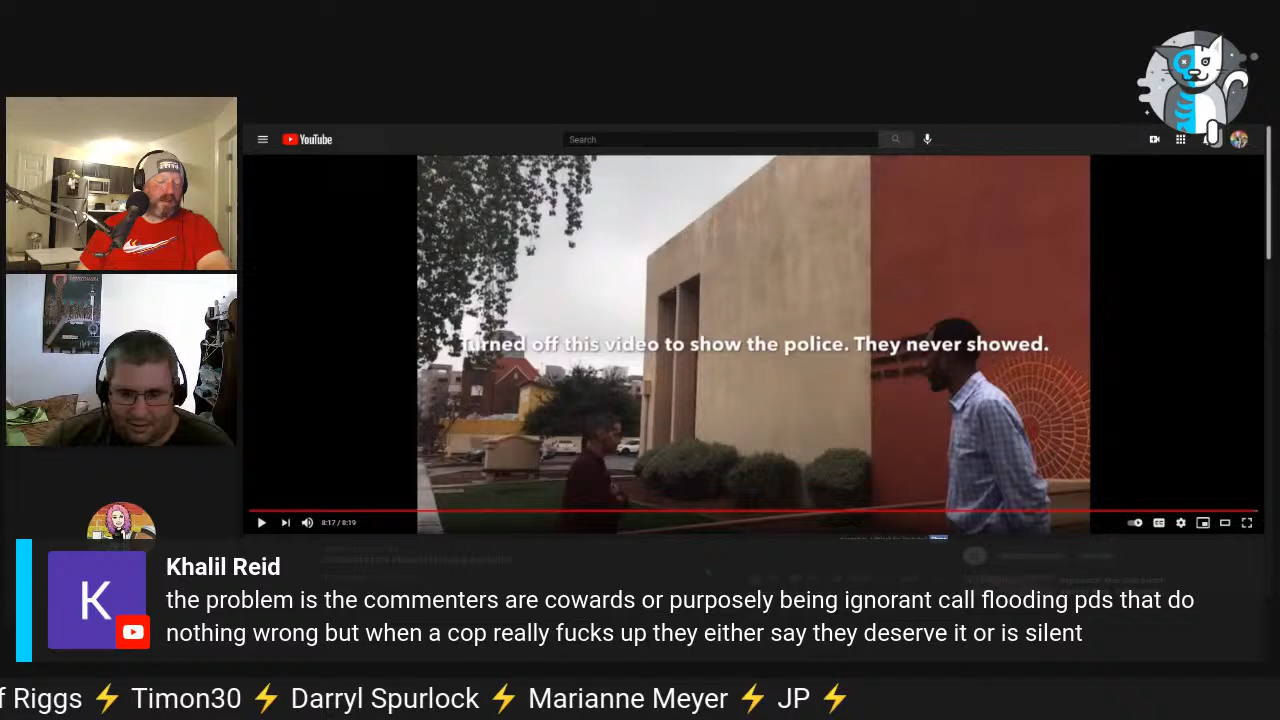 YouTube
Search
Turned off this video to show the police. They never showed.
8:17 / 8:19
Khalil Reid
K
the problem is the commenters are cowards or purposely being ignorant call flooding pds that do
nothing wrong but when a cop really fucks up they either say they deserve it or is silent
f Riggs ⚡ Timon30 ⚡ Darryl Spurlock ⚡ Marianne Meyer ⚡ JP ⚡